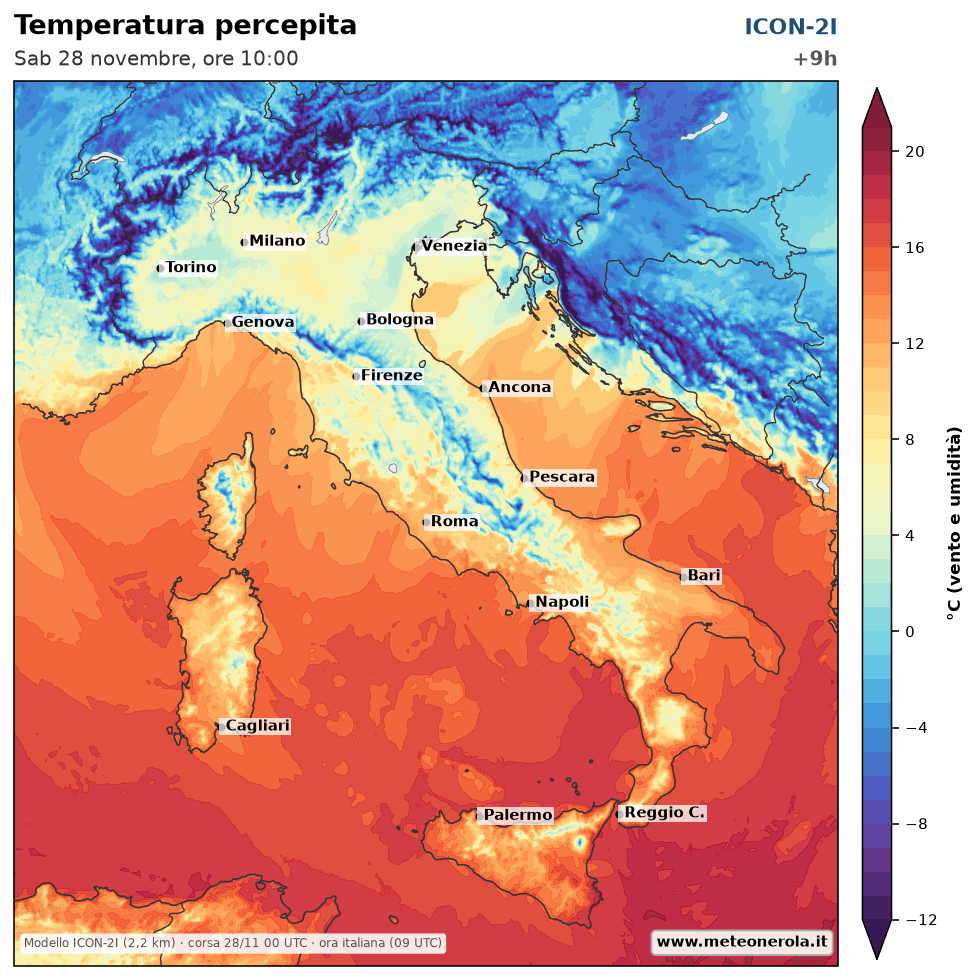 Temperatura percepita
ICON-2I
Sab 28 novembre, ore 10:00
+9h
Milano
Venezia
Torino
Genova
Bologna
Firenze
Ancona
Pescara
Roma
Bari
Napoli
Cagliari
Palermo
Reggio C.
20
16
12
8
4
0
−4
−8
−12
°C (vento e umidità)
Modello ICON-2I (2,2 km) · corsa 28/11 00 UTC · ora italiana (09 UTC)
www.meteonerola.it